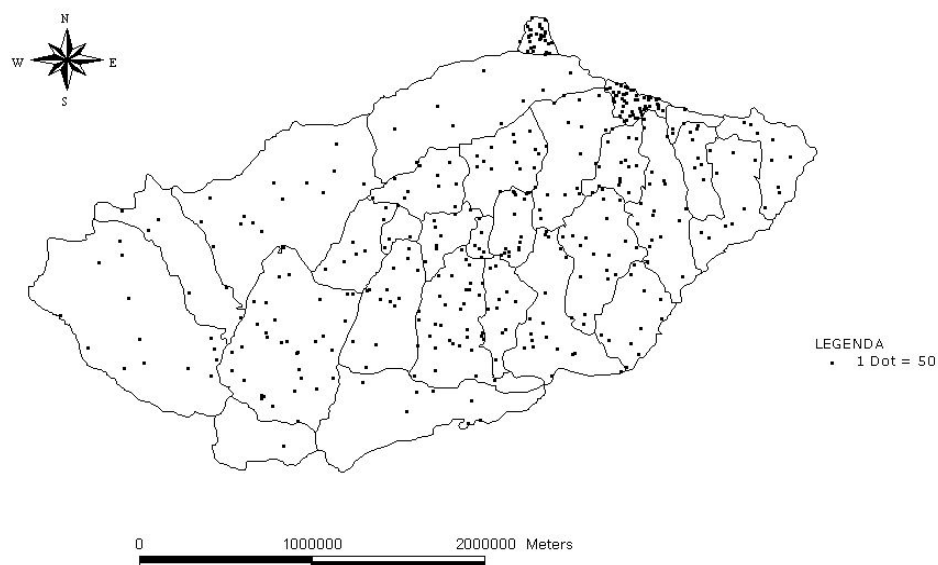 N
W E
S
LEGENDA
1 Dot = 50
0 1000000 2000000 Meters